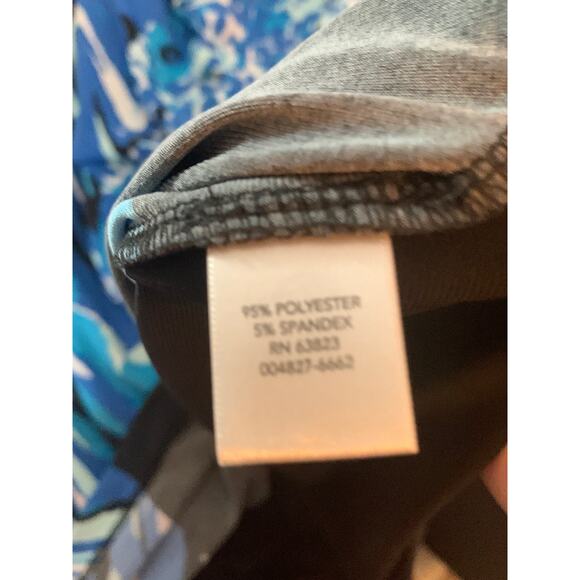 95% POLYESTER
5% SPANDEX
RN 63823
004827-6662